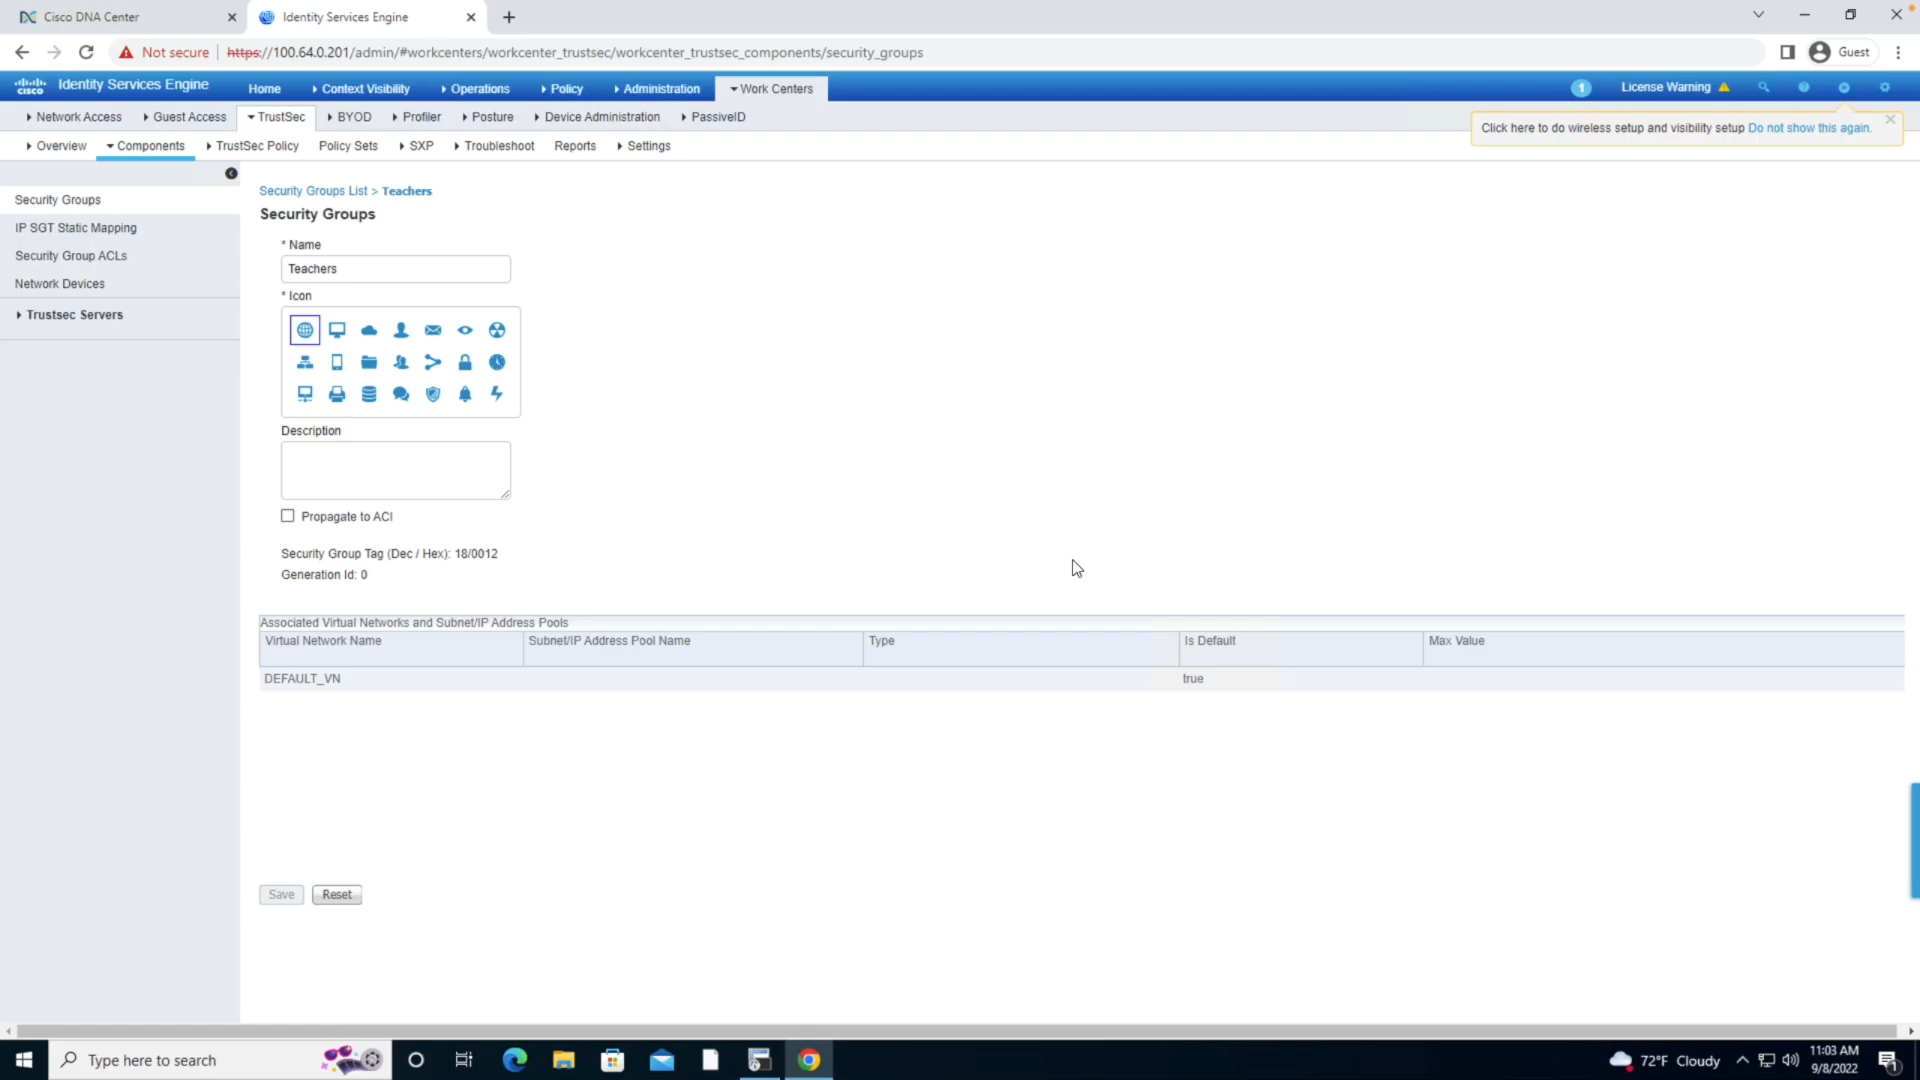 Cisco DNA Center
Identity Services Engine
Not secure https://100.64.0.201/admin/#workcenters/workcenter_trustsec/workcenter_trustsec_components/security_groups Guest
cisco Identity Services Engine Home Context Visibility Operations Policy Administration Work Centers 1 License Warning
Network Access Guest Access TrustSec BYOD Profiler Posture Device Administration PassiveID
Click here to do wireless setup and visibility setup Do not show this again.
Overview Components TrustSec Policy Policy Sets SXP Troubleshoot Reports Settings
Security Groups
IP SGT Static Mapping
Security Group ACLs
Network Devices
Trustsec Servers
Security Groups List > Teachers
Security Groups
* Name
Teachers
* Icon
Description
Propagate to ACI
Security Group Tag (Dec / Hex): 18/0012
Generation Id: 0
Associated Virtual Networks and Subnet/IP Address Pools
Virtual Network Name Subnet/IP Address Pool Name Type Is Default Max Value
DEFAULT_VN true
Save Reset
Type here to search
72°F Cloudy
11:03 AM
9/8/2022
1